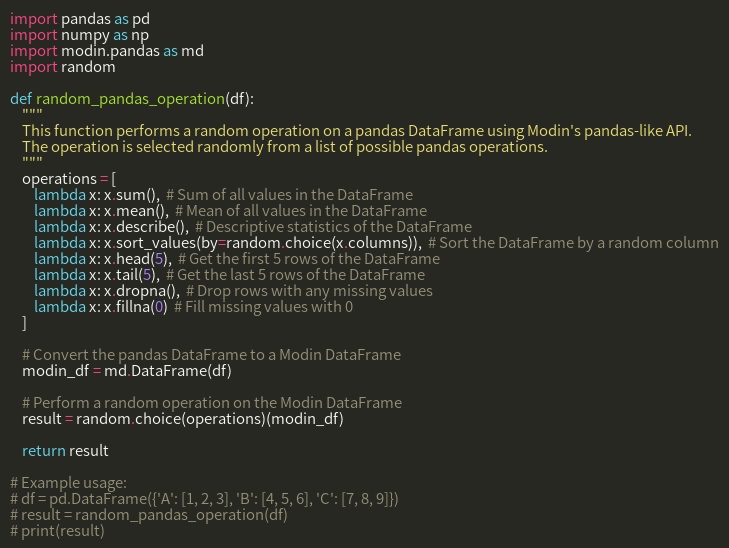 import pandas as pd
import numpy as np
import modin.pandas as md
import random

def random_pandas_operation(df):
    """
    This function performs a random operation on a pandas DataFrame using Modin's pandas-like API.
    The operation is selected randomly from a list of possible pandas operations.
    """
    operations = [
        lambda x: x.sum(),  # Sum of all values in the DataFrame
        lambda x: x.mean(),  # Mean of all values in the DataFrame
        lambda x: x.describe(),  # Descriptive statistics of the DataFrame
        lambda x: x.sort_values(by=random.choice(x.columns)),  # Sort the DataFrame by a random column
        lambda x: x.head(5),  # Get the first 5 rows of the DataFrame
        lambda x: x.tail(5),  # Get the last 5 rows of the DataFrame
        lambda x: x.dropna(),  # Drop rows with any missing values
        lambda x: x.fillna(0)  # Fill missing values with 0
    ]

    # Convert the pandas DataFrame to a Modin DataFrame
    modin_df = md.DataFrame(df)

    # Perform a random operation on the Modin DataFrame
    result = random.choice(operations)(modin_df)

    return result

# Example usage:
# df = pd.DataFrame({'A': [1, 2, 3], 'B': [4, 5, 6], 'C': [7, 8, 9]})
# result = random_pandas_operation(df)
# print(result)